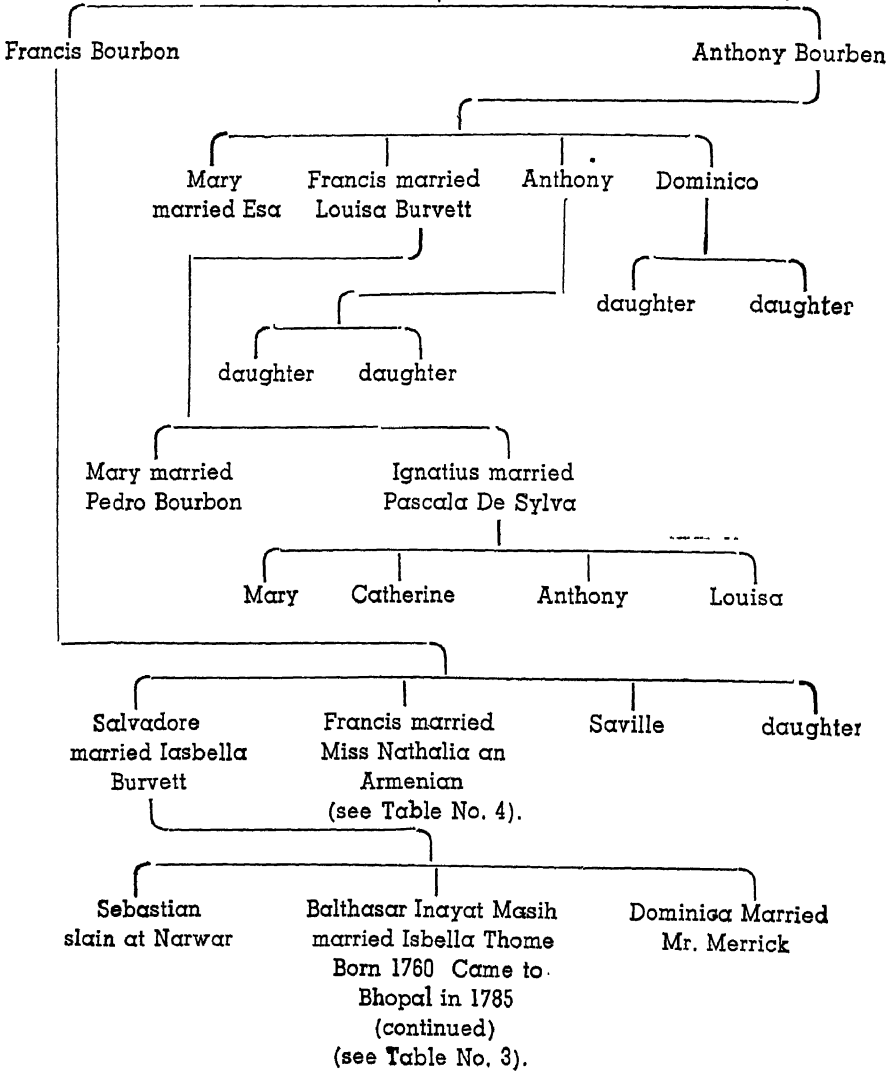 Francis Bourbon
Anthony Bourben
Mary
married Esa
Francis married
Louisa Burvett
Anthony
Dominico
daughter
daughter
daughter
daughter
Mary married
Pedro Bourbon
Ignatius married
Pascala De Sylva
Mary
Catherine
Anthony
Louisa
Salvadore
married Iasbella
Burvett
Francis married
Miss Nathalia an
Armenian
(see Table No. 4).
Saville
daughter
Sebastian
slain at Narwar
Balthasar Inayat Masih
married Isbella Thome
Born 1760 Came to
Bhopal in 1785
(continued)
(see Table No. 3).
Dominica Married
Mr. Merrick